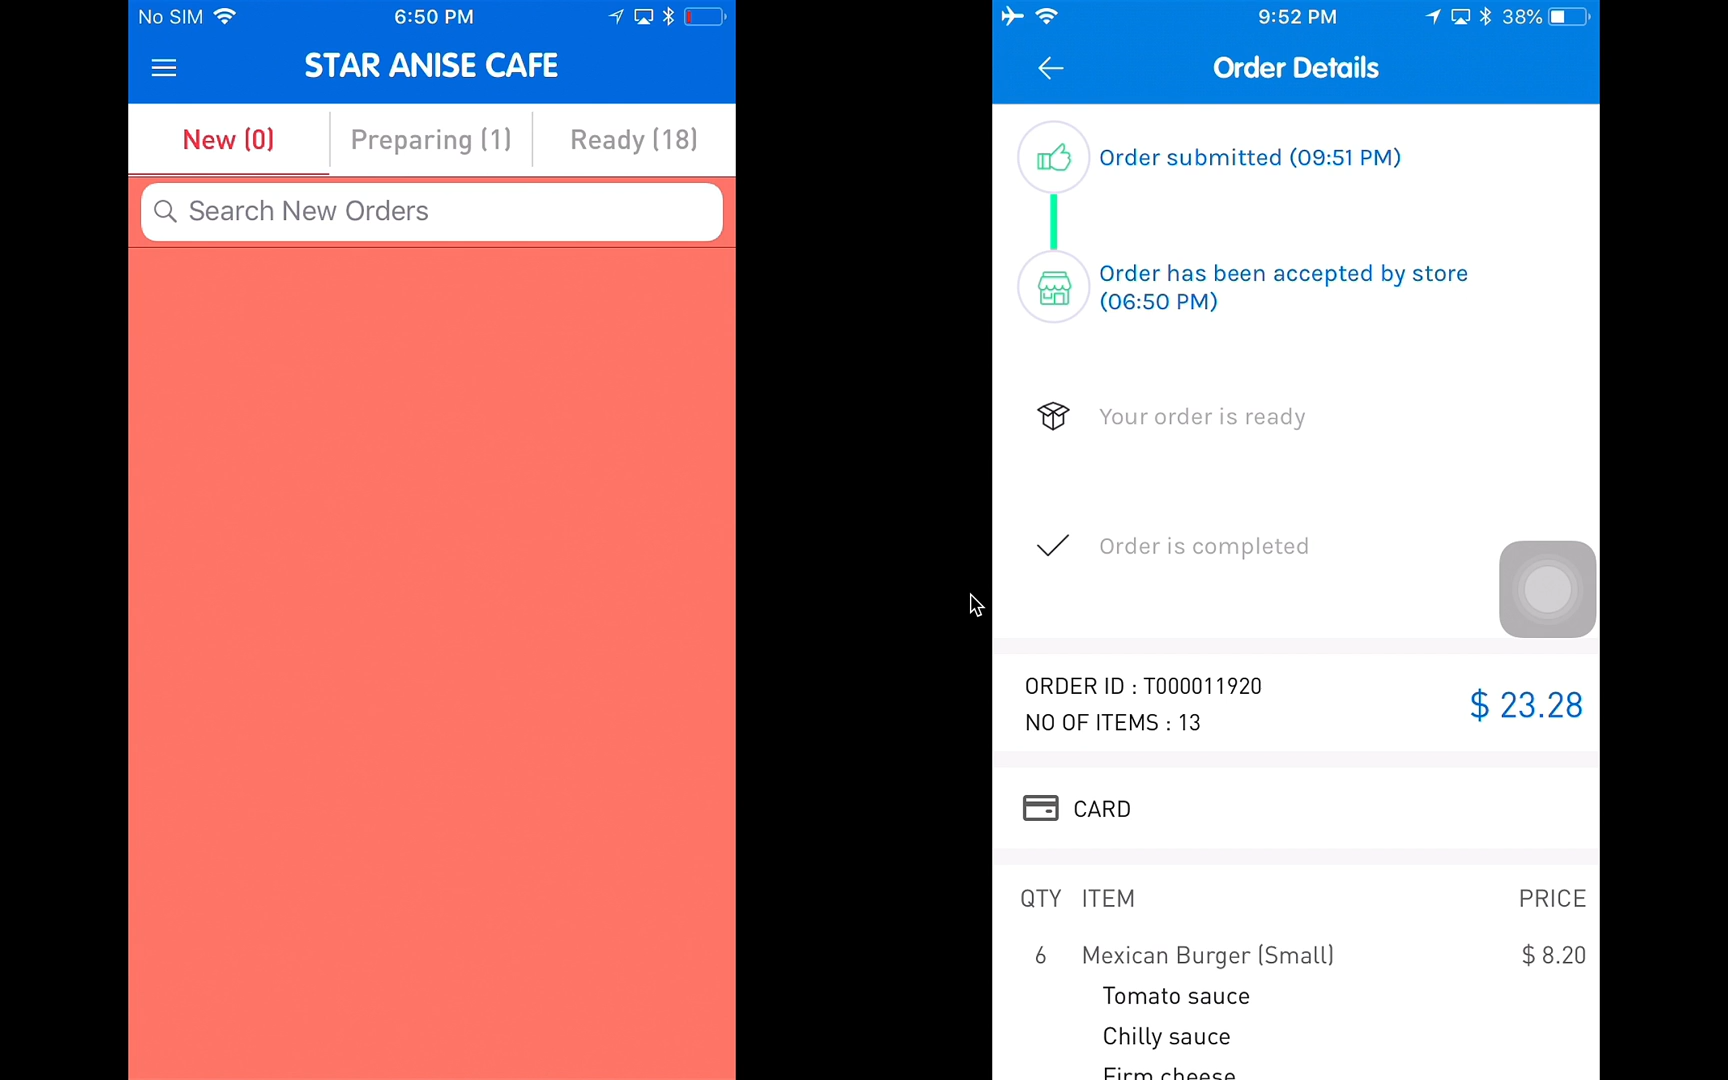 No SIM 6:50 PM
STAR ANISE CAFE
New (0) Preparing (1) Ready (18)
Search New Orders
9:52 PM 38%
Order Details
Order submitted (09:51 PM)
Order has been accepted by store
(06:50 PM)
Your order is ready
Order is completed
ORDER ID : T000011920
$ 23.28
NO OF ITEMS : 13
CARD
QTY ITEM PRICE
6 Mexican Burger (Small) $ 8.20
Tomato sauce
Chilly sauce
Firm cheese